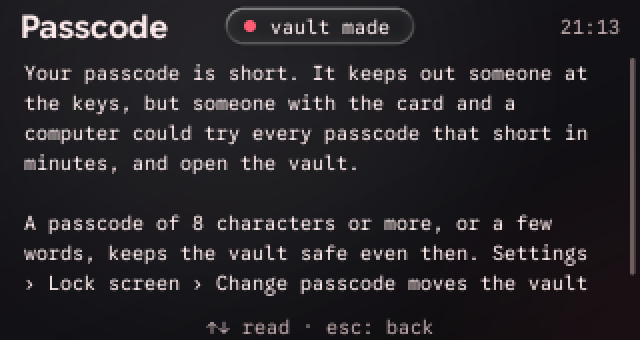 Passcode
vault made
21:13
Your passcode is short. It keeps out someone at
the keys, but someone with the card and a
computer could try every passcode that short in
minutes, and open the vault.
A passcode of 8 characters or more, or a few
words, keeps the vault safe even then. Settings
› Lock screen › Change passcode moves the vault
↑↓ read · esc: back